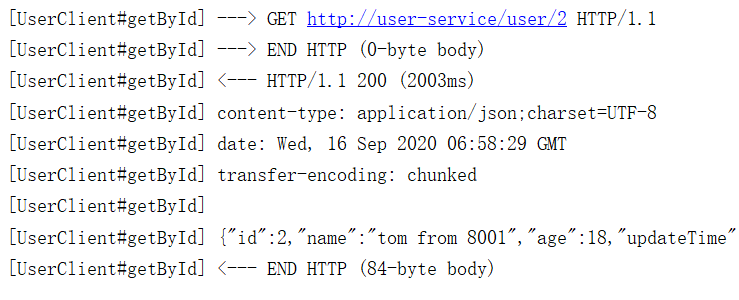 [UserClient#getById] ---> GET http://user-service/user/2 HTTP/1.1
[UserClient#getById] ---> END HTTP (0-byte body)
[UserClient#getById] <--- HTTP/1.1 200 (2003ms)
[UserClient#getById] content-type: application/json;charset=UTF-8
[UserClient#getById] date: Wed, 16 Sep 2020 06:58:29 GMT
[UserClient#getById] transfer-encoding: chunked
[UserClient#getById]
[UserClient#getById] {"id":2,"name":"tom from 8001","age":18,"updateTime"
[UserClient#getById] <--- END HTTP (84-byte body)